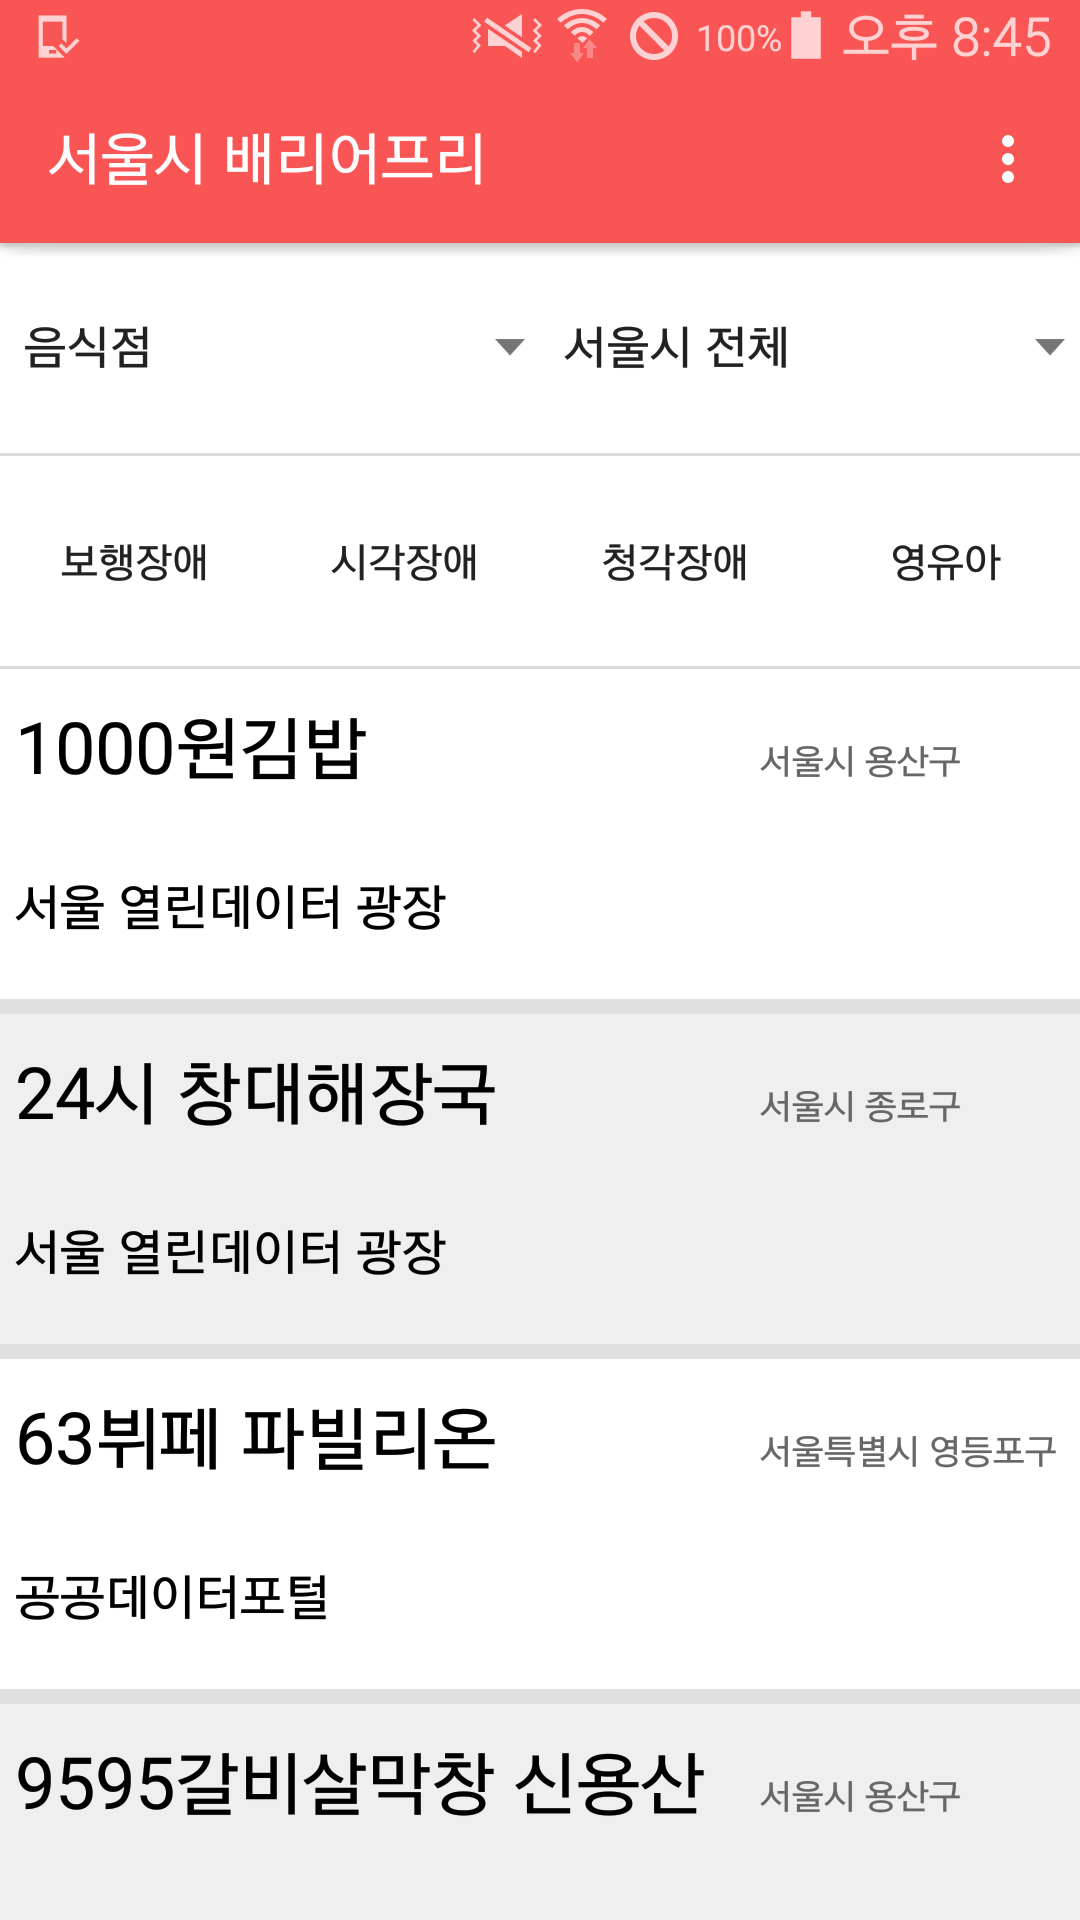 100% 오후 8:45
서울시 배리어프리
음식점 서울시 전체
보행장애 시각장애 청각장애 영유아
1000원김밥 서울시 용산구
서울 열린데이터 광장
24시 창대해장국 서울시 종로구
서울 열린데이터 광장
63뷔페 파빌리온 서울특별시 영등포구
공공데이터포털
9595갈비살막창 신용산 서울시 용산구